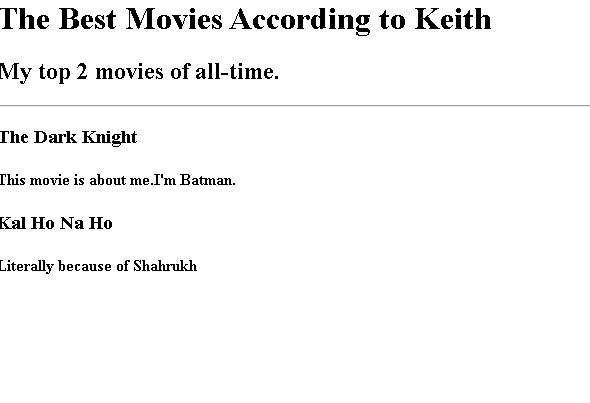 The Best Movies According to Keith
My top 2 movies of all-time.
The Dark Knight
This movie is about me.I'm Batman.
Kal Ho Na Ho
Literally because of Shahrukh